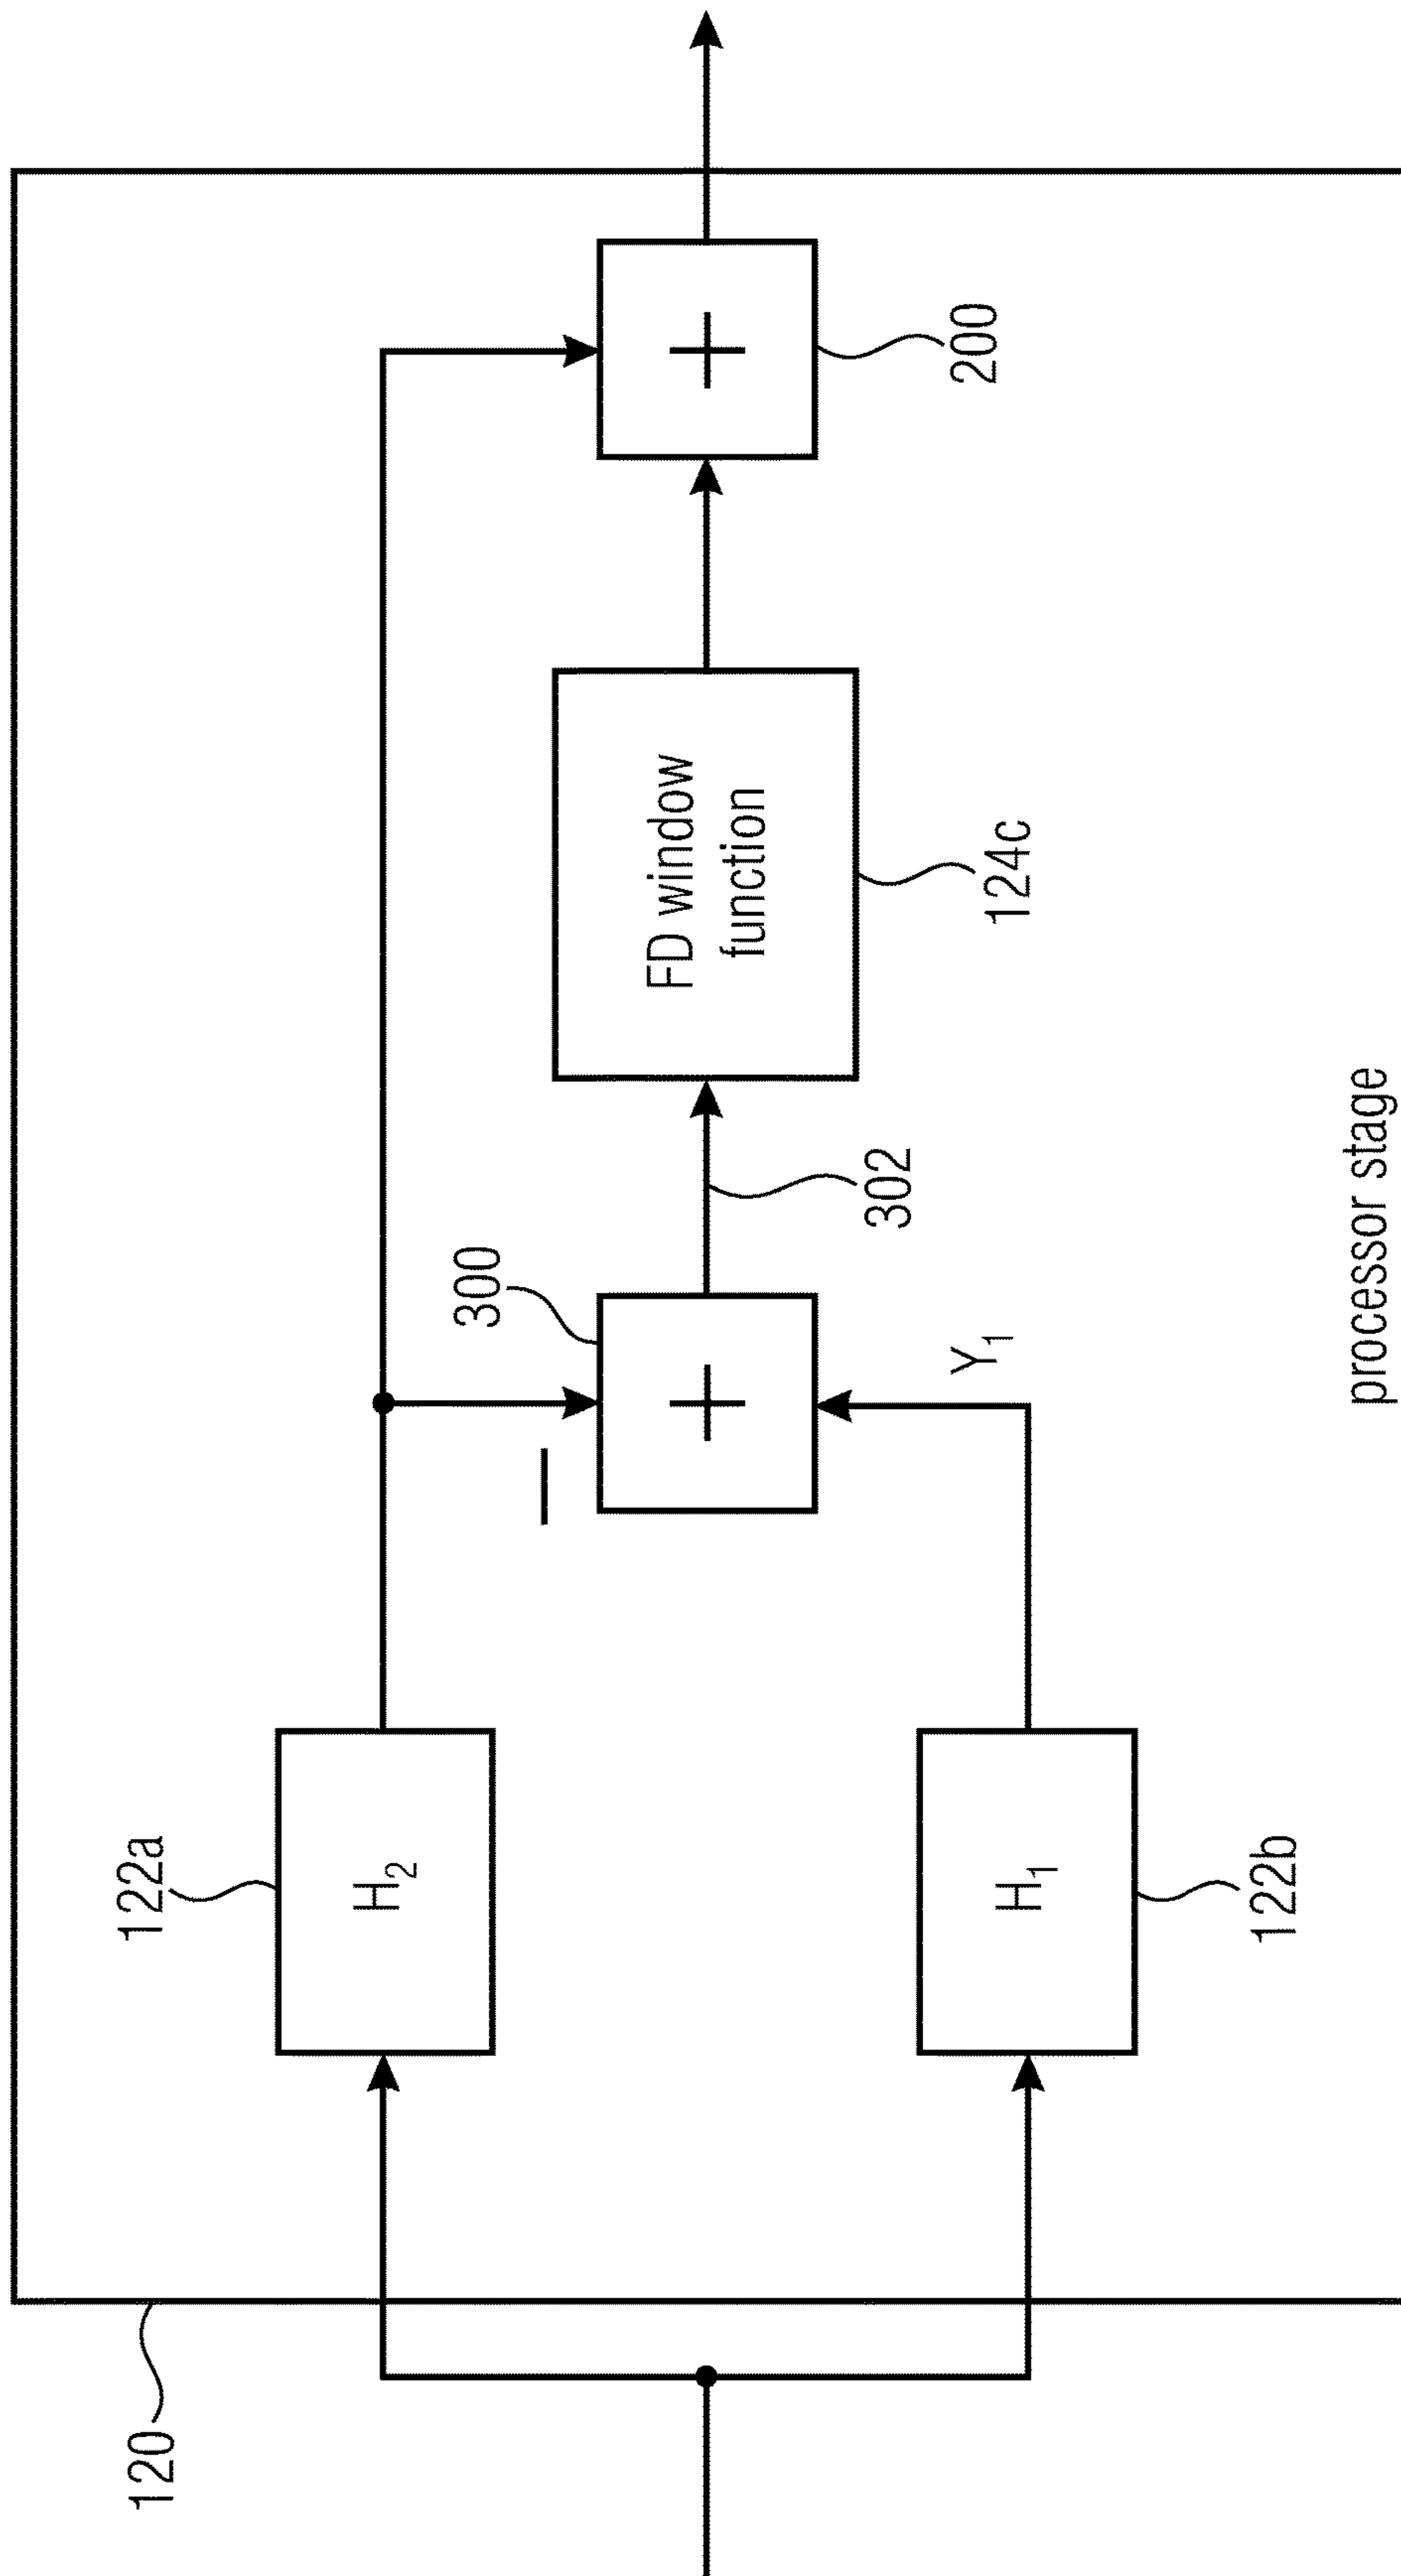 120
122a
H₂
122b
H₁
300
−
+
Y₁
302
FD window
function
124c
+
200
processor stage